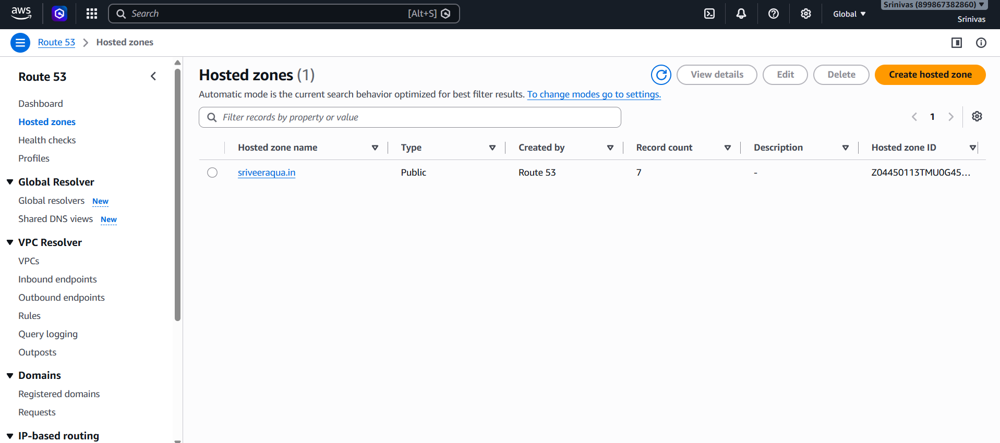 aws
Search [Alt+S]
Global
Srinivas (899867382860)
Srinivas
Route 53 Hosted zones
Route 53
Dashboard
Hosted zones
Health checks
Profiles
Global Resolver
Global resolvers New
Shared DNS views New
VPC Resolver
VPCs
Inbound endpoints
Outbound endpoints
Rules
Query logging
Outposts
Domains
Registered domains
Requests
IP-based routing
Hosted zones (1)
View details Edit Delete Create hosted zone
Automatic mode is the current search behavior optimized for best filter results. To change modes go to settings.
Filter records by property or value
1
Hosted zone name Type Created by Record count Description Hosted zone ID
sriveeraqua.in Public Route 53 7 - Z04450113TMU0G45...